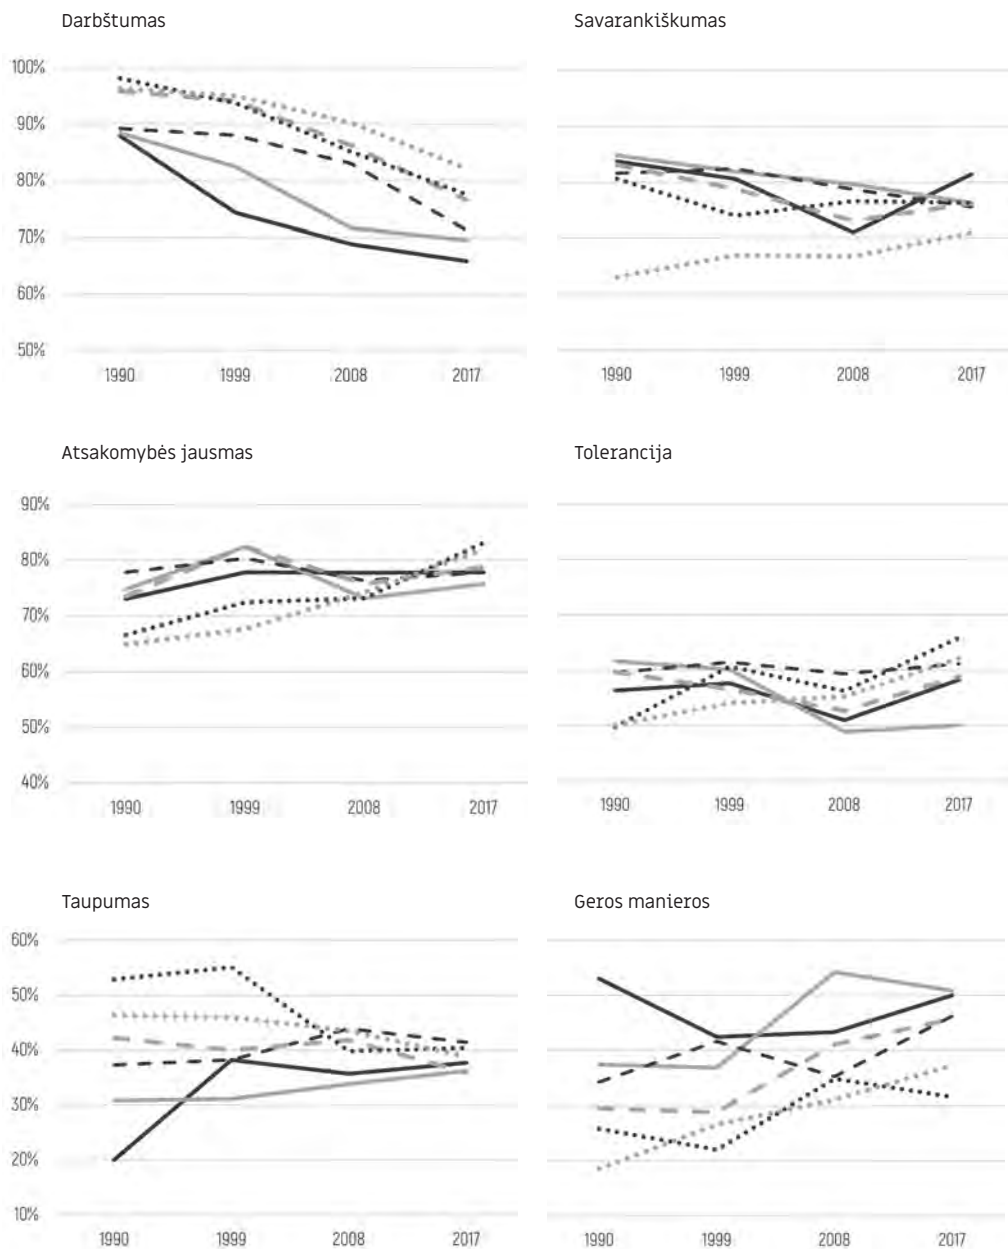 Darbštumas
Savarankiškumas
100%
90%
80%
70%
60%
50%
1990 1999 2008 2017
1990 1999 2008 2017
Atsakomybės jausmas
Tolerancija
90%
80%
70%
60%
50%
40%
1990 1999 2008 2017
1990 1999 2008 2017
Taupumas
Geros manieros
60%
50%
40%
30%
20%
10%
1990 1999 2008 2017
1990 1999 2008 2017